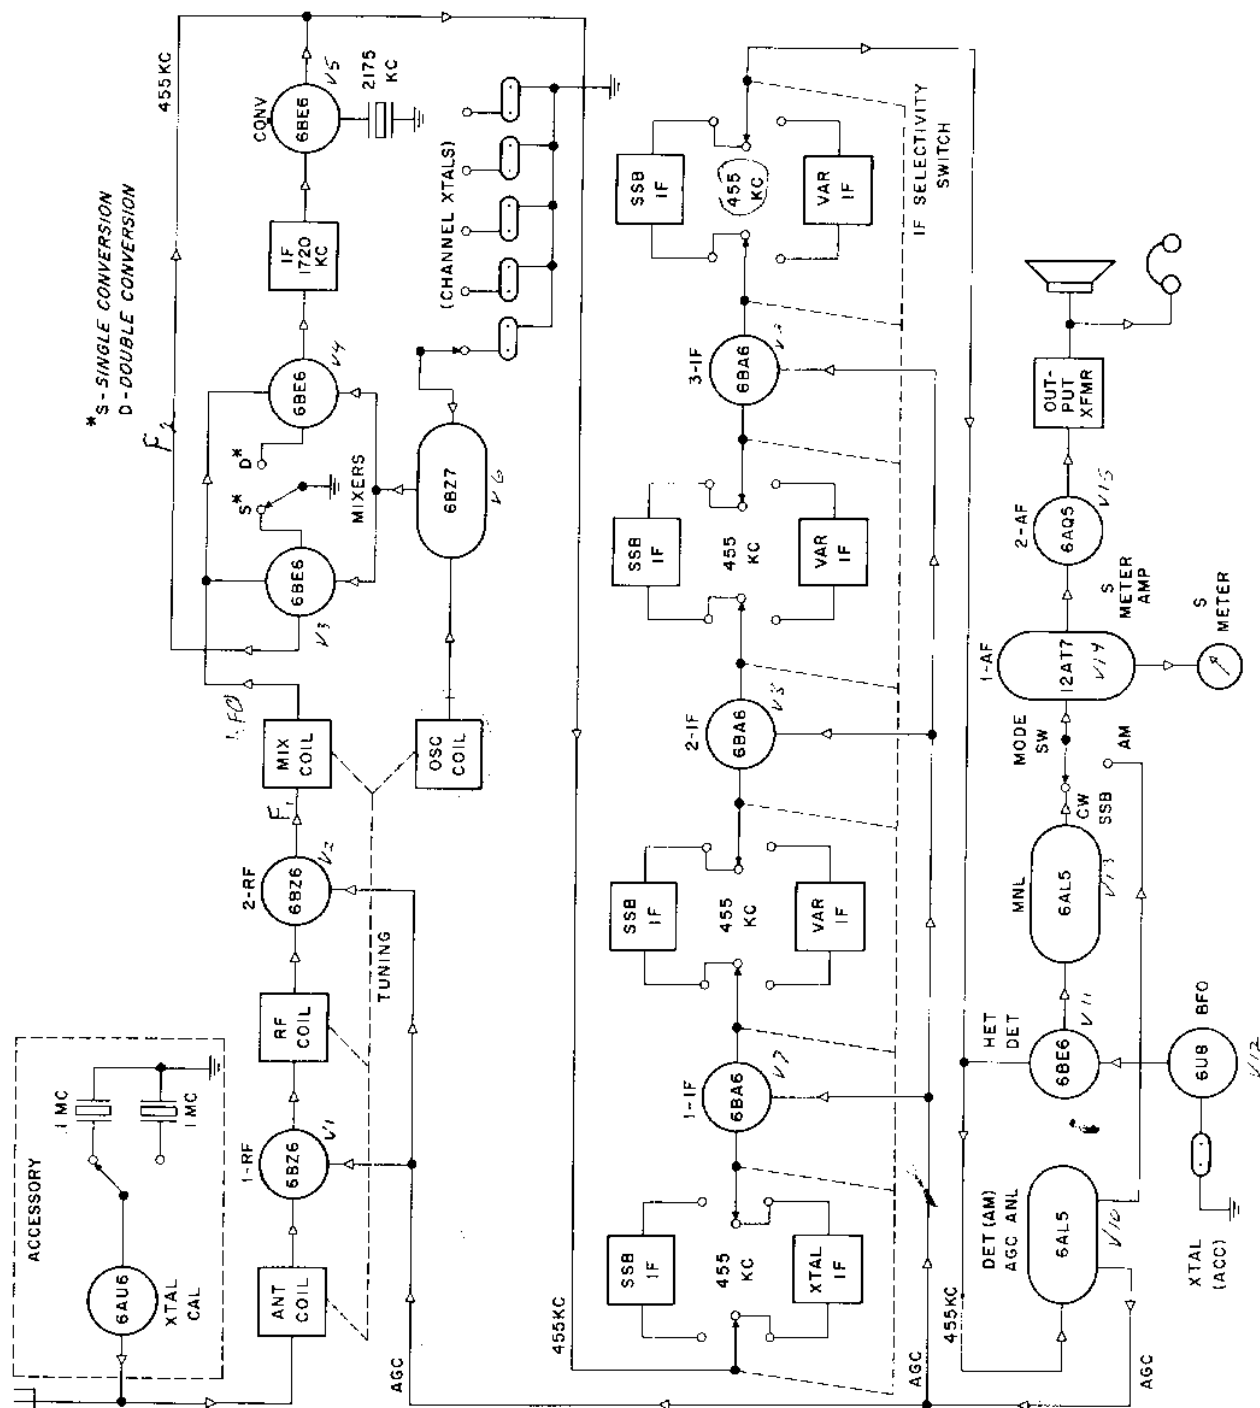 ACCESSORY
.1 MC
1 MC
6AU6
XTAL
CAL
ANT
COIL
1-RF
6BZ6
V1
RF
COIL
2-RF
6BZ6
V2
F1
MIX
COIL
TUNING
OSC
COIL
AGC
*S - SINGLE CONVERSION
D - DOUBLE CONVERSION
455KC
F2
6BE6
V3
S*
D*
MIXERS
6BE6
V4
IF
1720
KC
CONV
6BE6
V5
2175
KC
6BZ7
V6
(CHANNEL XTALS)
455KC
SSB
IF
455
KC
XTAL
IF
1-IF
6BA6
V7
SSB
IF
455
KC
VAR
IF
2-IF
6BA6
V8
SSB
IF
455
KC
VAR
IF
3-IF
6BA6
SSB
IF
455
KC
VAR
IF
IF SELECTIVITY
SWITCH
AGC
455KC
DET (AM)
AGC ANL
6AL5
V10
AGC
HET
DET
6BE6
V11
6U8
BFO
V12
XTAL
(ACC)
MNL
6AL5
V13
CW
SSB
MODE
SW
AM
1-AF
12AT7
V14
S
METER
AMP
S
METER
2-AF
6AQ5
V15
OUT-
PUT
XFMR